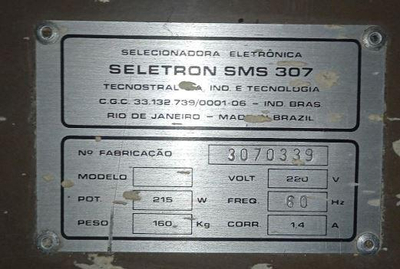 SELECIONADORA ELETRÔNICA
SELETRON SMS 307
IND. E TECNOLOGIA
C.G.C. 33.132.739/0001-06 - IND. BRAS
RIO DE JANEIRO - BRAZIL
Nº FABRICAÇÃO 3070339
MODELO VOLT 220 V
POT. 215 W FREQ. 60 Hz
PESO 160 Kg CORR. 1,4 A